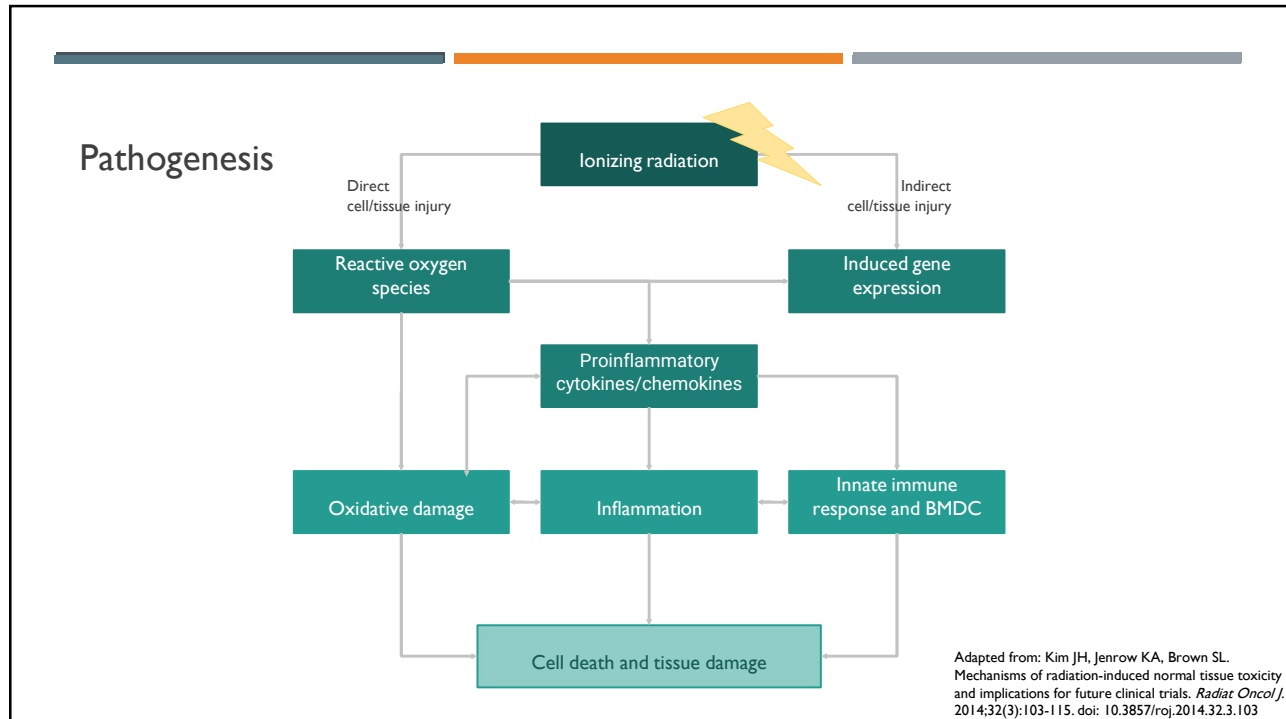 Pathogenesis
Ionizing radiation
Direct
cell/tissue injury
Indirect
cell/tissue injury
Reactive oxygen
species
Induced gene
expression
Proinflammatory
cytokines/chemokines
Oxidative damage
Inflammation
Innate immune
response and BMDC
Cell death and tissue damage
Adapted from: Kim JH, Jenrow KA, Brown SL.
Mechanisms of radiation-induced normal tissue toxicity
and implications for future clinical trials. Radiat Oncol J.
2014;32(3):103-115. doi: 10.3857/roj.2014.32.3.103